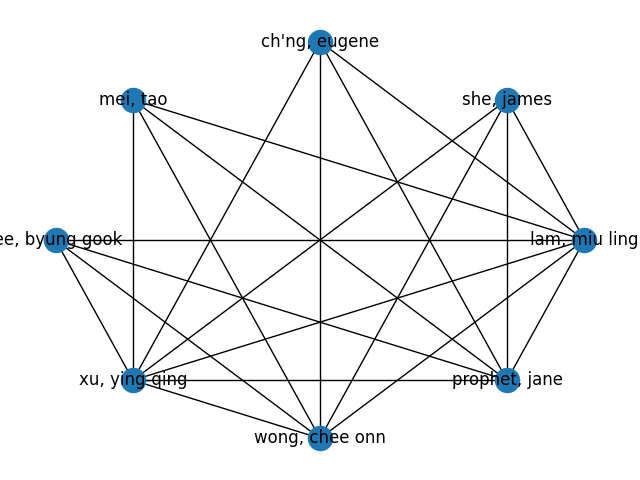 ch'ng, eugene
mei, tao
she, james
ee, byung gook
lam, miu ling
xu, ying-qing
prophet, jane
wong, chee onn